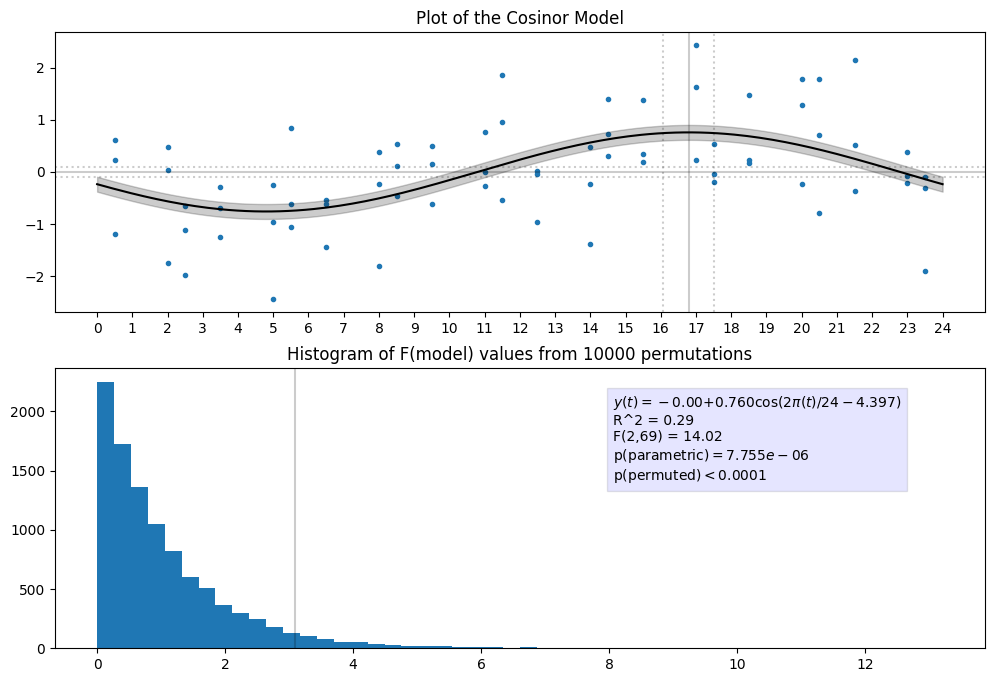 Plot of the Cosinor Model
2
1
0
−1
−2
0 1 2 3 4 5 6 7 8 9 10 11 12 13 14 15 16 17 18 19 20 21 22 23 24
Histogram of F(model) values from 10000 permutations
2000
1500
1000
500
0
y(t) = −0.00+0.760cos(2π(t)/24 − 4.397)
R^2 = 0.29
F(2,69) = 14.02
p(parametric) = 7.755e − 06
p(permuted) < 0.0001
0 2 4 6 8 10 12